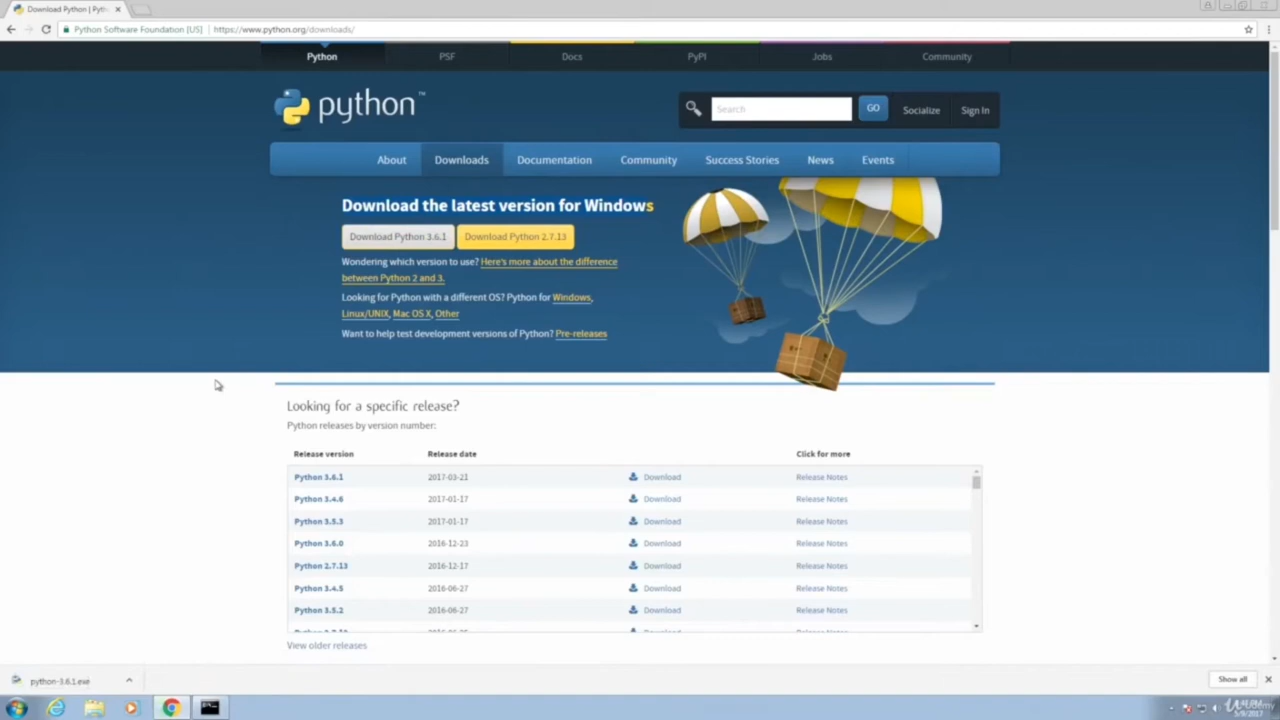 Download Python | Pyth
Python Software Foundation [US] https://www.python.org/downloads/
Python PSF Docs PyPI Jobs Community
python™
Search GO Socialize Sign In
About Downloads Documentation Community Success Stories News Events
Download the latest version for Windows
Download Python 3.6.1 Download Python 2.7.13
Wondering which version to use? Here's more about the difference
between Python 2 and 3.
Looking for Python with a different OS? Python for Windows,
Linux/UNIX, Mac OS X, Other
Want to help test development versions of Python? Pre-releases
Looking for a specific release?
Python releases by version number:
Release version Release date Click for more
Python 3.6.1 2017-03-21 Download Release Notes
Python 3.4.6 2017-01-17 Download Release Notes
Python 3.5.3 2017-01-17 Download Release Notes
Python 3.6.0 2016-12-23 Download Release Notes
Python 2.7.13 2016-12-17 Download Release Notes
Python 3.4.5 2016-06-27 Download Release Notes
Python 3.5.2 2016-06-27 Download Release Notes
View older releases
python-3.6.1.exe Show all
Udemy
5/9/2017